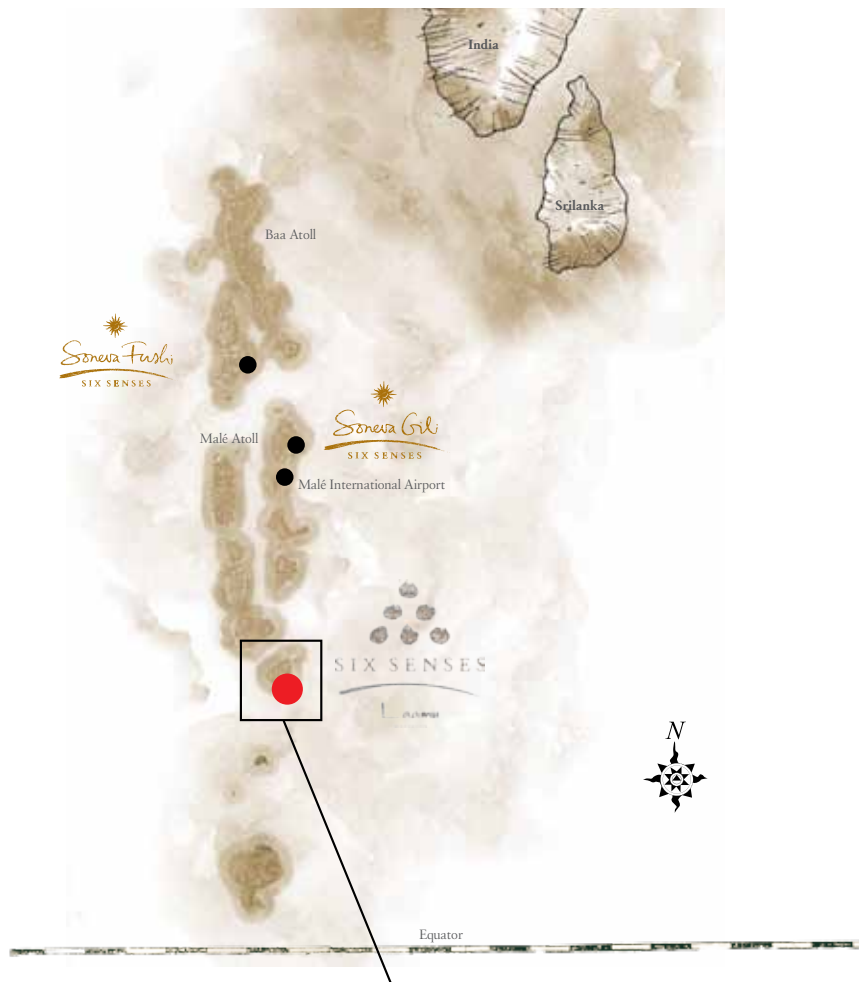 India
Srilanka
Baa Atoll
Soneva Fushi
SIX SENSES
Soneva Gili
SIX SENSES
Malé Atoll
Malé International Airport
SIX SENSES
Laamu
N
Equator